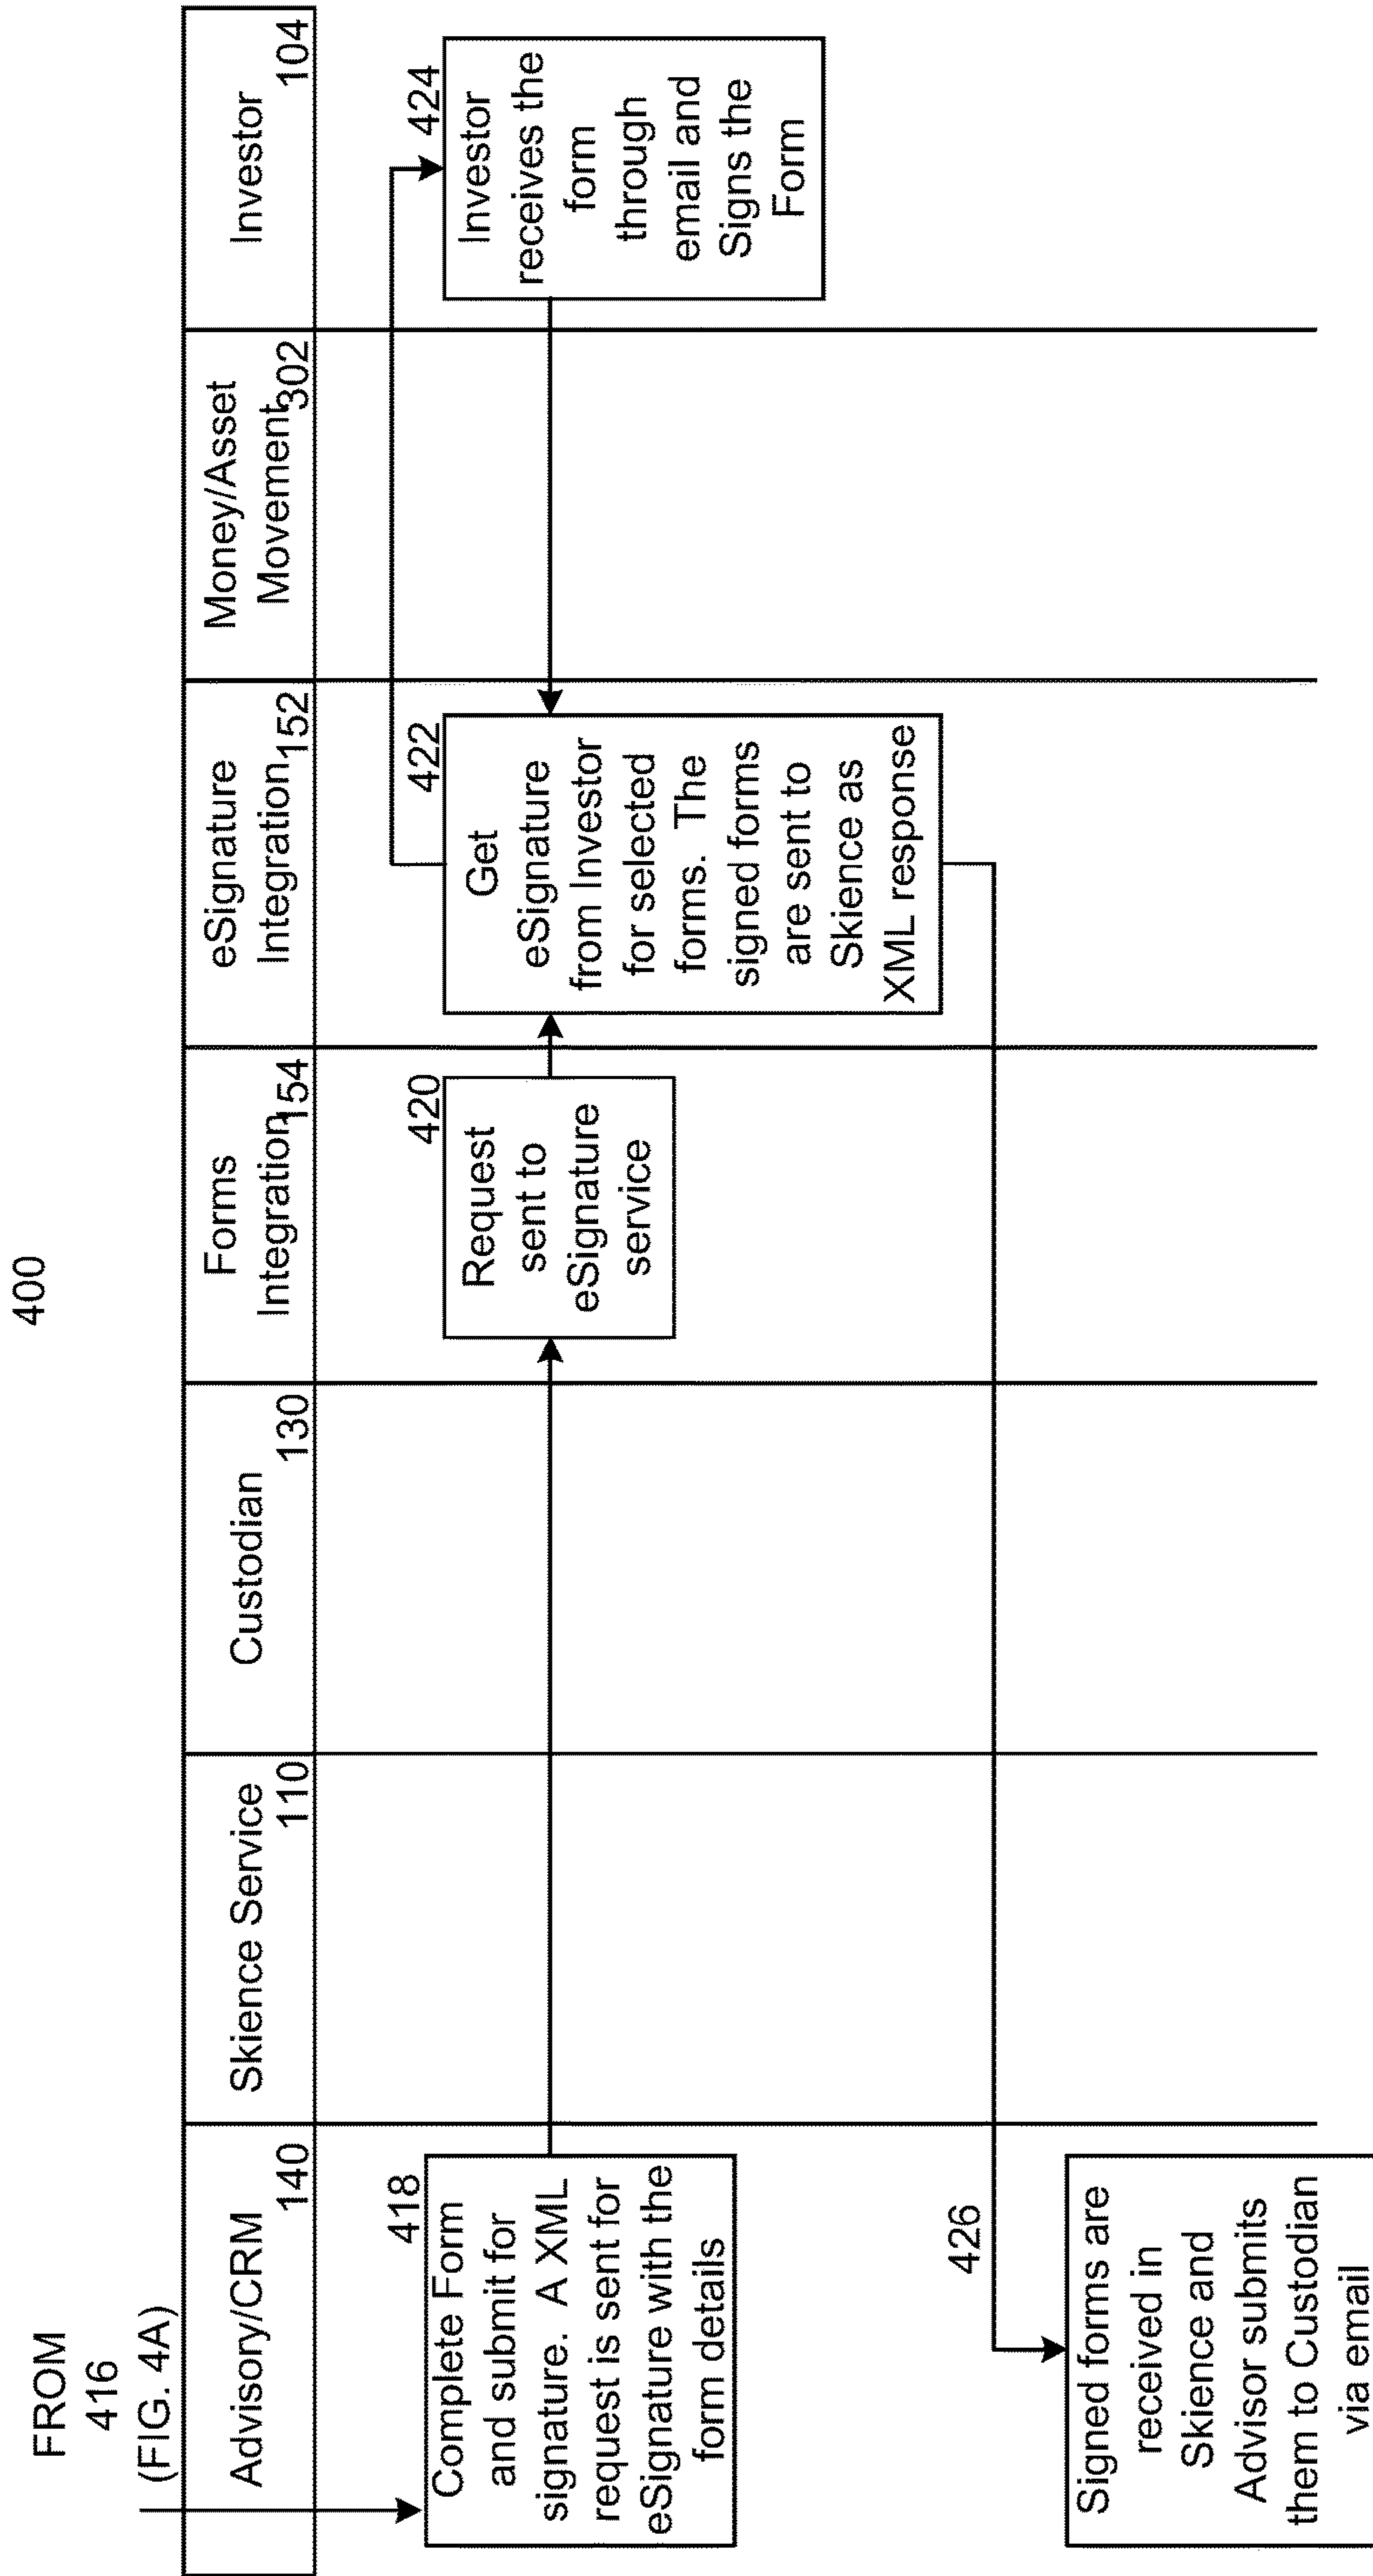 400
FROM
416
(FIG. 4A)
Advisory/CRM
140
Skience Service
110
Custodian
130
Forms
Integration
154
eSignature
Integration
152
Money/Asset
Movement
302
Investor
104
418
Complete Form
and submit for
signature. A XML
request is sent for
eSignature with the
form details
420
Request
sent to
eSignature
service
422
Get
eSignature
from Investor
for selected
forms. The
signed forms
are sent to
Skience as
XML response
424
Investor
receives the
form
through
email and
Signs the
Form
426
Signed forms are
received in
Skience and
Advisor submits
them to Custodian
via email